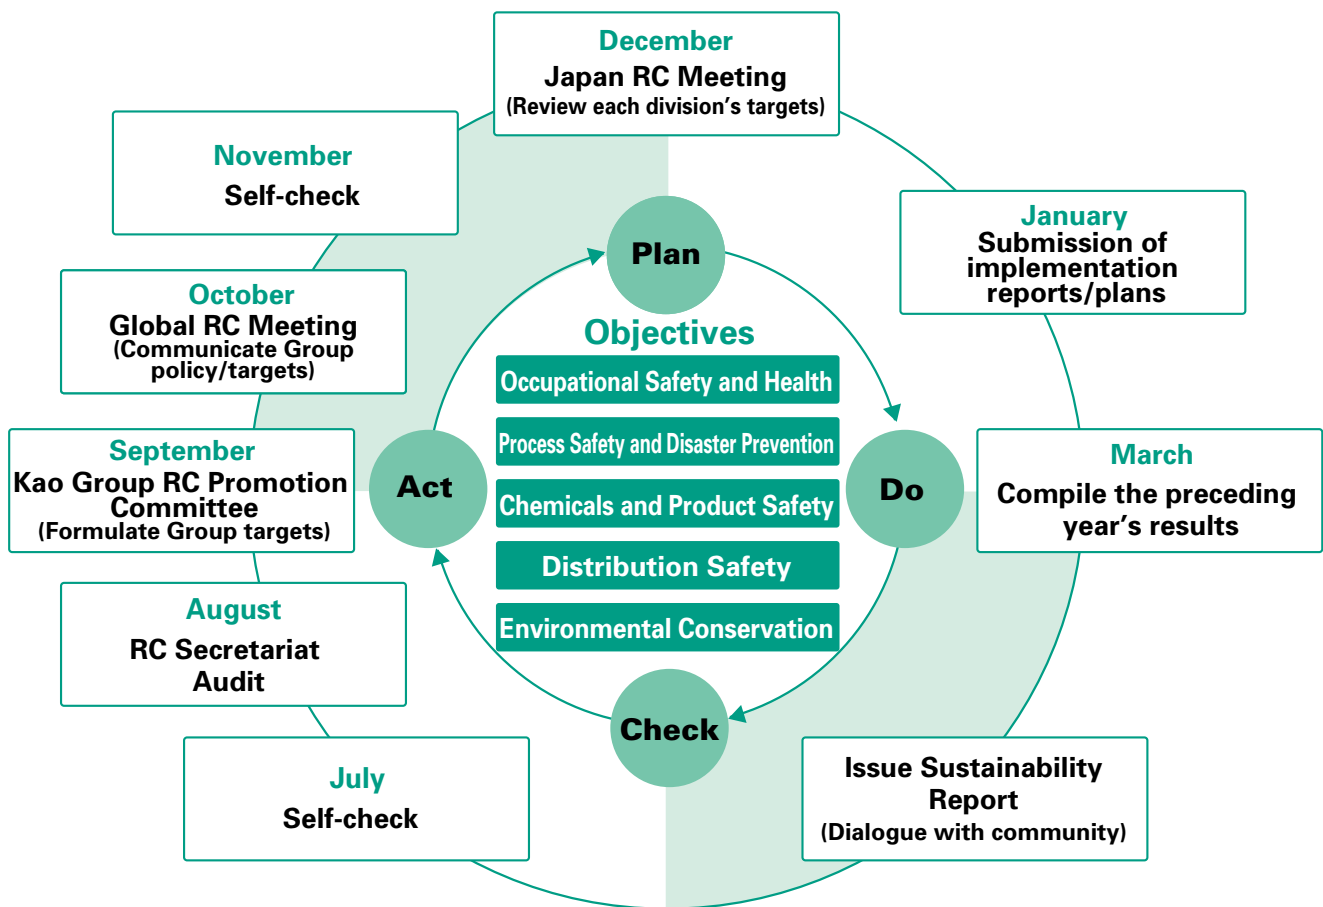 December
Japan RC Meeting
(Review each division's targets)
November
Self-check
January
Submission of
implementation
reports/plans
Plan
October
Global RC Meeting
(Communicate Group
policy/targets)
Objectives
Occupational Safety and Health
Process Safety and Disaster Prevention
Chemicals and Product Safety
Distribution Safety
Environmental Conservation
September
Kao Group RC Promotion
Committee
(Formulate Group targets)
Act
Do
March
Compile the preceding
year's results
August
RC Secretariat
Audit
Check
July
Self-check
Issue Sustainability
Report
(Dialogue with community)